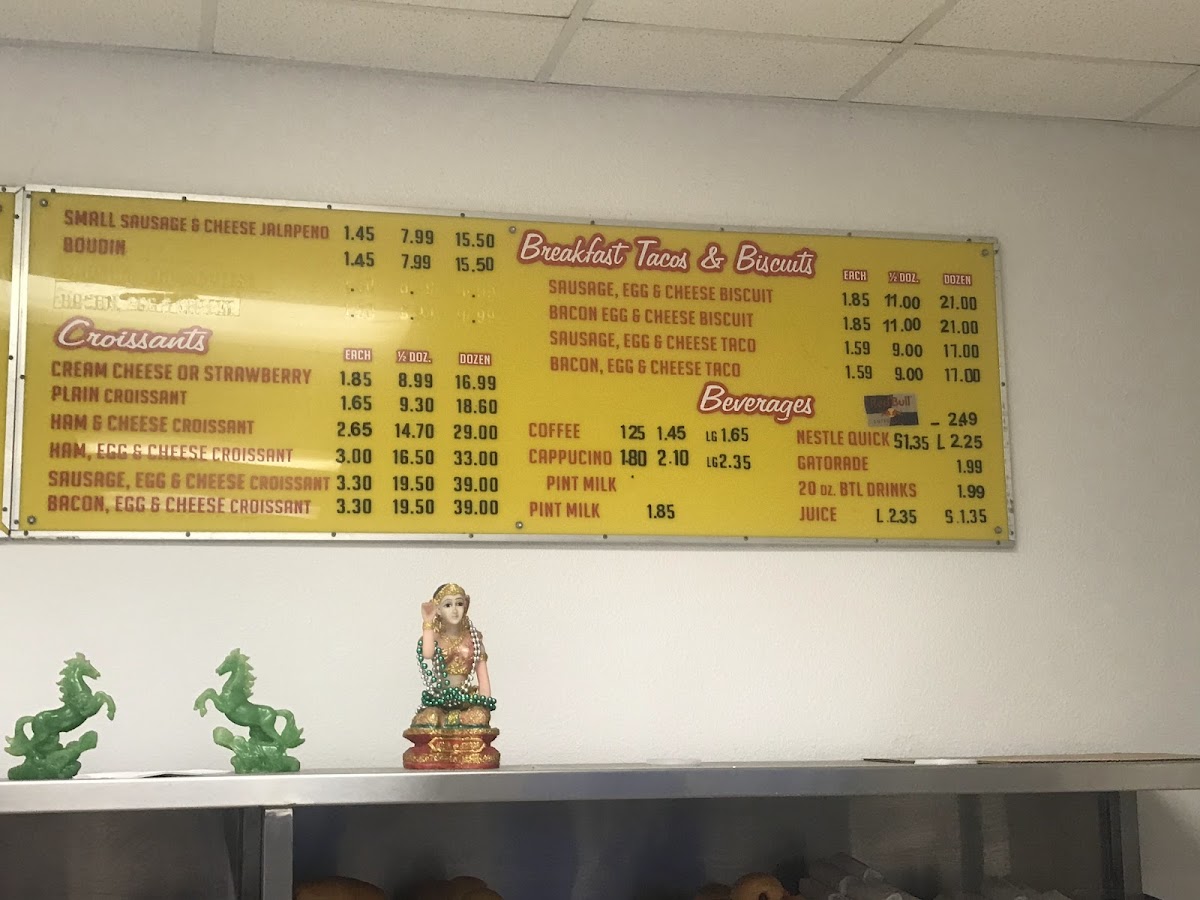 SMALL SAUSAGE & CHEESE JALAPENO 1.45 7.99 15.50
BOUDIN 1.45 7.99 15.50
Croissants
EACH ½ DOZ. DOZEN
CREAM CHEESE OR STRAWBERRY 1.85 8.99 16.99
PLAIN CROISSANT 1.65 9.30 18.60
HAM & CHEESE CROISSANT 2.65 14.70 29.00
HAM, EGG & CHEESE CROISSANT 3.00 16.50 33.00
SAUSAGE, EGG & CHEESE CROISSANT 3.30 19.50 39.00
BACON, EGG & CHEESE CROISSANT 3.30 19.50 39.00
Breakfast Tacos & Biscuits
EACH ½ DOZ. DOZEN
SAUSAGE, EGG & CHEESE BISCUIT 1.85 11.00 21.00
BACON EGG & CHEESE BISCUIT 1.85 11.00 21.00
SAUSAGE, EGG & CHEESE TACO 1.59 9.00 17.00
BACON, EGG & CHEESE TACO 1.59 9.00 17.00
Beverages
COFFEE 125 1.45 LG 1.65
CAPPUCINO 1.80 2.10 LG 2.35
PINT MILK
PINT MILK 1.85
Bull - 2.49
NESTLE QUICK S1.35 L 2.25
GATORADE 1.99
20 OZ. BTL DRINKS 1.99
JUICE L 2.35 S.1.35